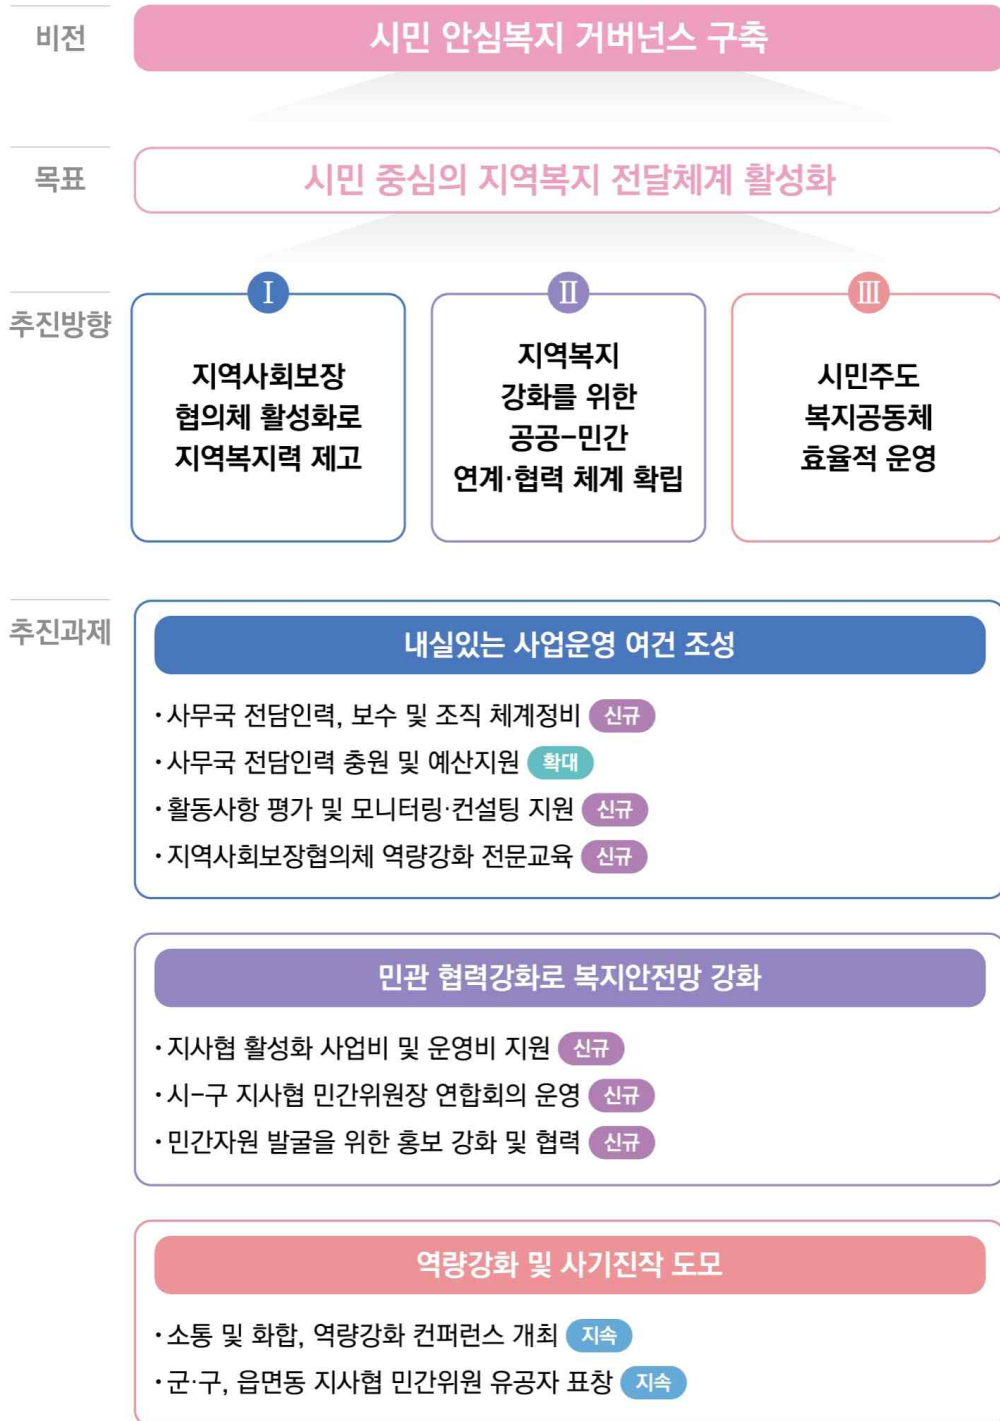 비전
시민 안심복지 거버넌스 구축
목표
시민 중심의 지역복지 전달체계 활성화
추진방향
Ⅰ
지역사회보장
협의체 활성화로
지역복지력 제고
Ⅱ
지역복지
강화를 위한
공공-민간
연계·협력 체계 확립
Ⅲ
시민주도
복지공동체
효율적 운영
추진과제
내실있는 사업운영 여건 조성
·사무국 전담인력, 보수 및 조직 체계정비 신규
·사무국 전담인력 충원 및 예산지원 확대
·활동사항 평가 및 모니터링·컨설팅 지원 신규
·지역사회보장협의체 역량강화 전문교육 신규
민관 협력강화로 복지안전망 강화
·지사협 활성화 사업비 및 운영비 지원 신규
·시-구 지사협 민간위원장 연합회의 운영 신규
·민간자원 발굴을 위한 홍보 강화 및 협력 신규
역량강화 및 사기진작 도모
·소통 및 화합, 역량강화 컨퍼런스 개최 지속
·군·구, 읍면동 지사협 민간위원 유공자 표창 지속